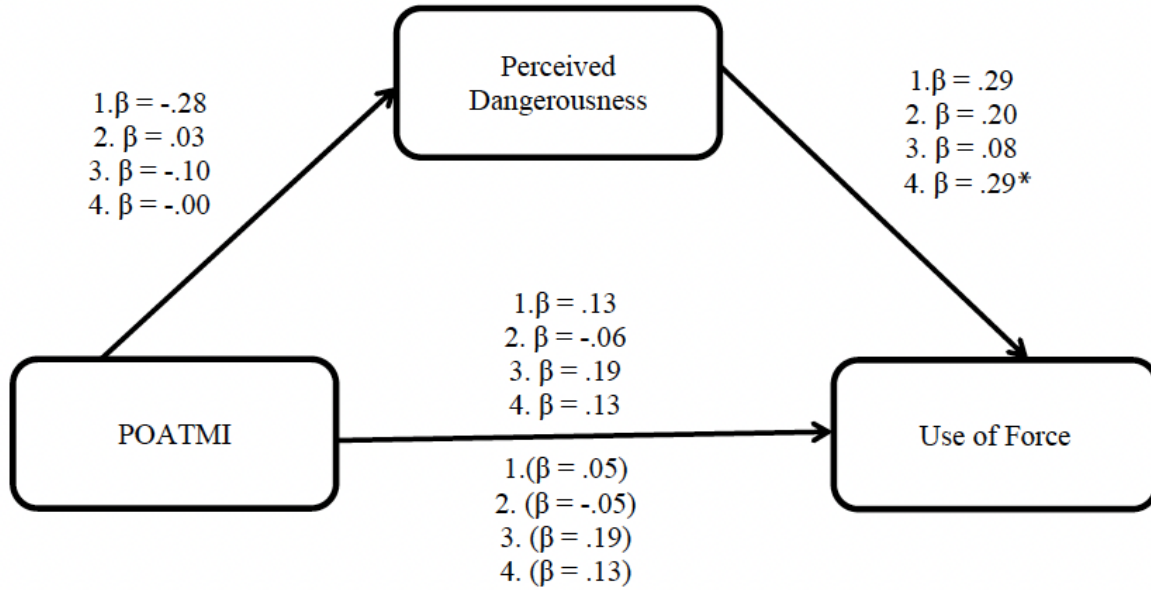 Perceived
Dangerousness
1.β = -.28
2. β = .03
3. β = -.10
4. β = -.00
1.β = .29
2. β = .20
3. β = .08
4. β = .29*
1.β = .13
2. β = -.06
3. β = .19
4. β = .13
POATMI
Use of Force
1.(β = .05)
2. (β = -.05)
3. (β = .19)
4. (β = .13)